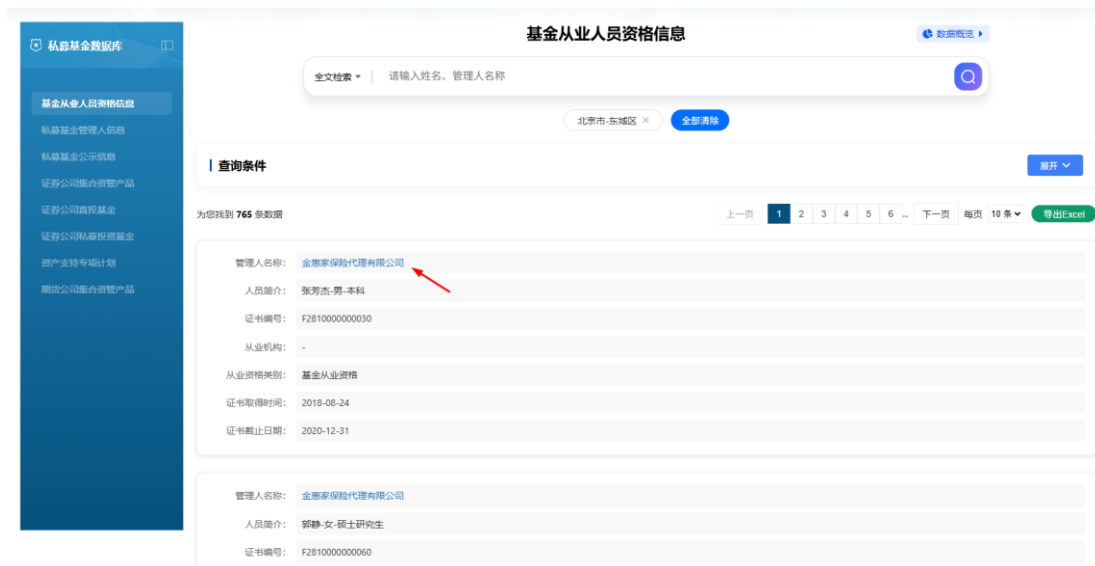 私募基金数据库
基金从业人员资格信息
私募基金管理人信息
私募基金公示信息
证券公司集合资管产品
证券公司直投基金
证券公司私募投资基金
资产支持专项计划
期货公司集合资管产品
基金从业人员资格信息
数据概览
全文检索 请输入姓名、管理人名称
北京市-东城区 × 全部清除
查询条件 展开
为您找到 765 条数据 上一页 1 2 3 4 5 6 ... 下一页 每页 10 条 导出Excel
管理人名称: 金惠家保险代理有限公司
人员简介: 张芳杰-男-本科
证书编号: F2810000000030
从业机构: -
从业资格类别: 基金从业资格
证书取得时间: 2018-08-24
证书截止日期: 2020-12-31
管理人名称: 金惠家保险代理有限公司
人员简介: 郭静-女-硕士研究生
证书编号: F2810000000060